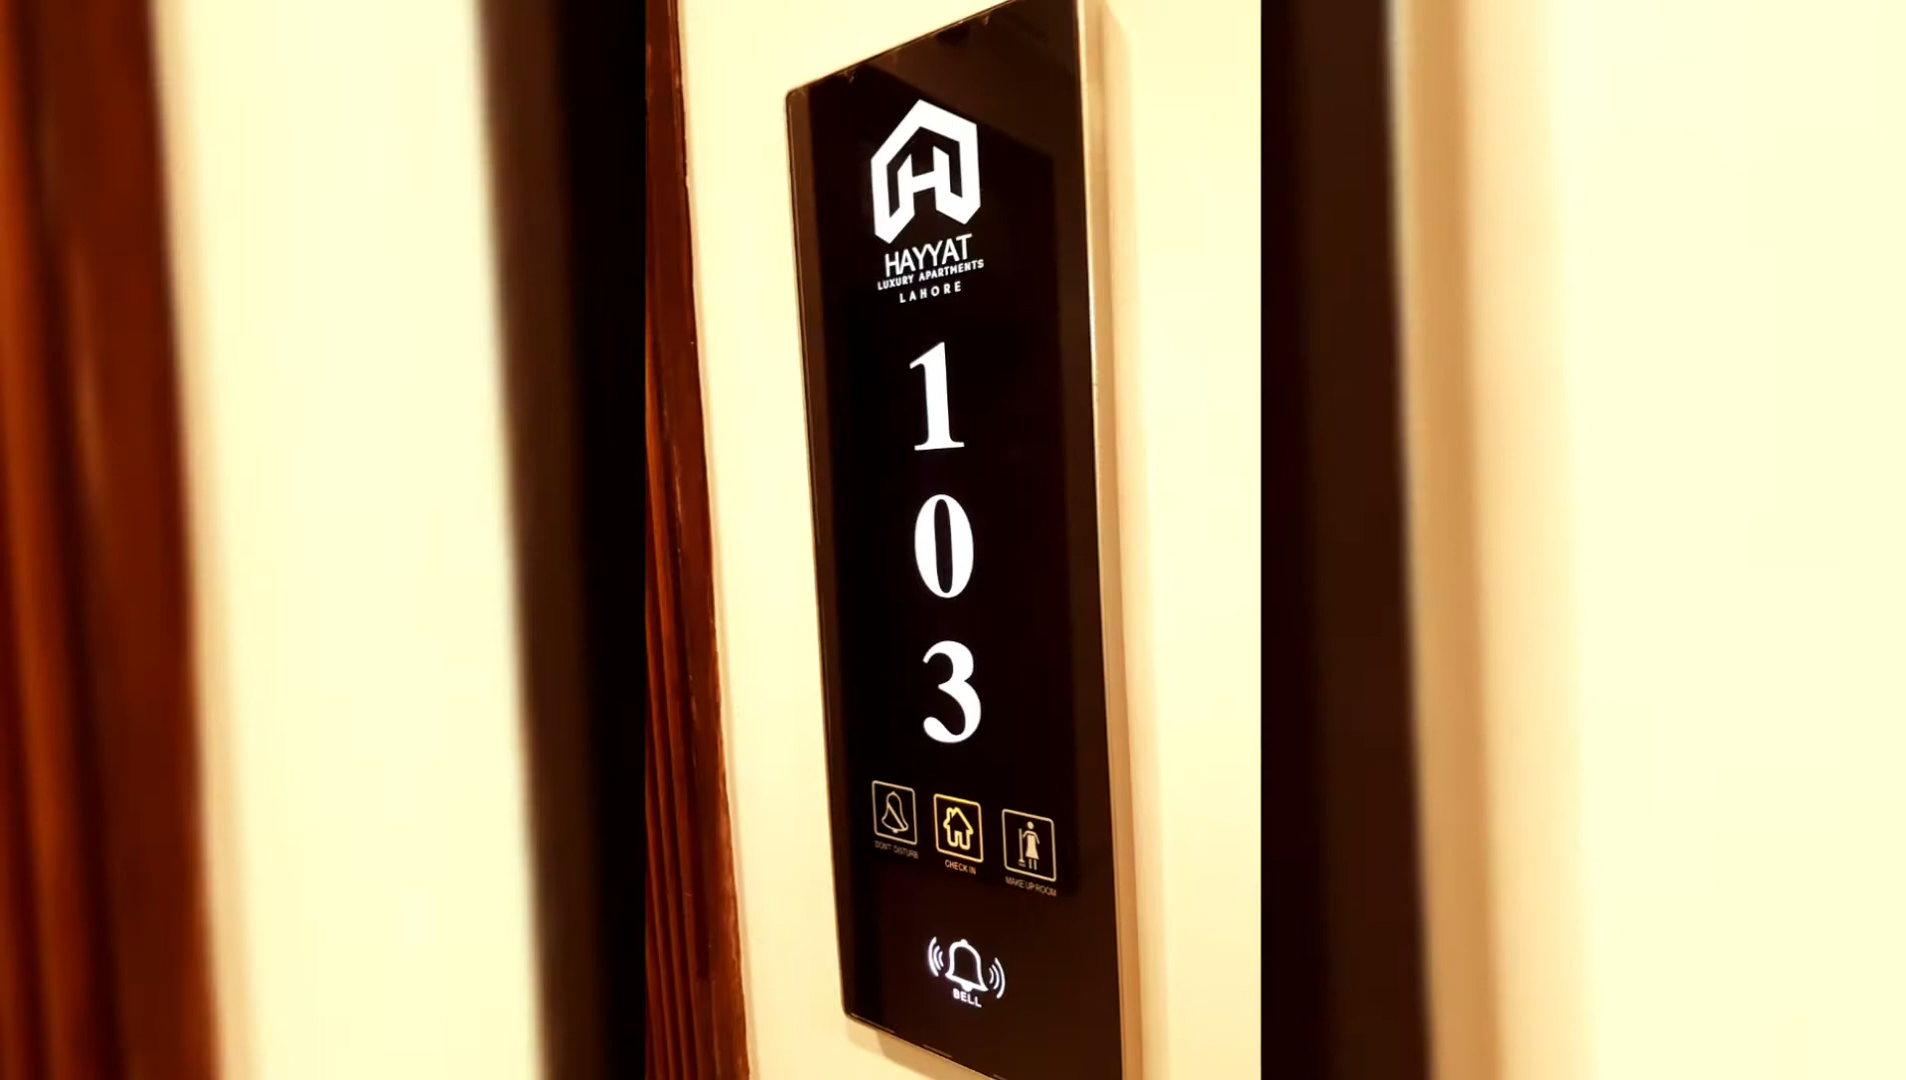 HAYYAT
LUXURY APARTMENTS
LAHORE
1
0
3
DON'T DISTURB
CHECK IN
MAKE UP ROOM
BELL